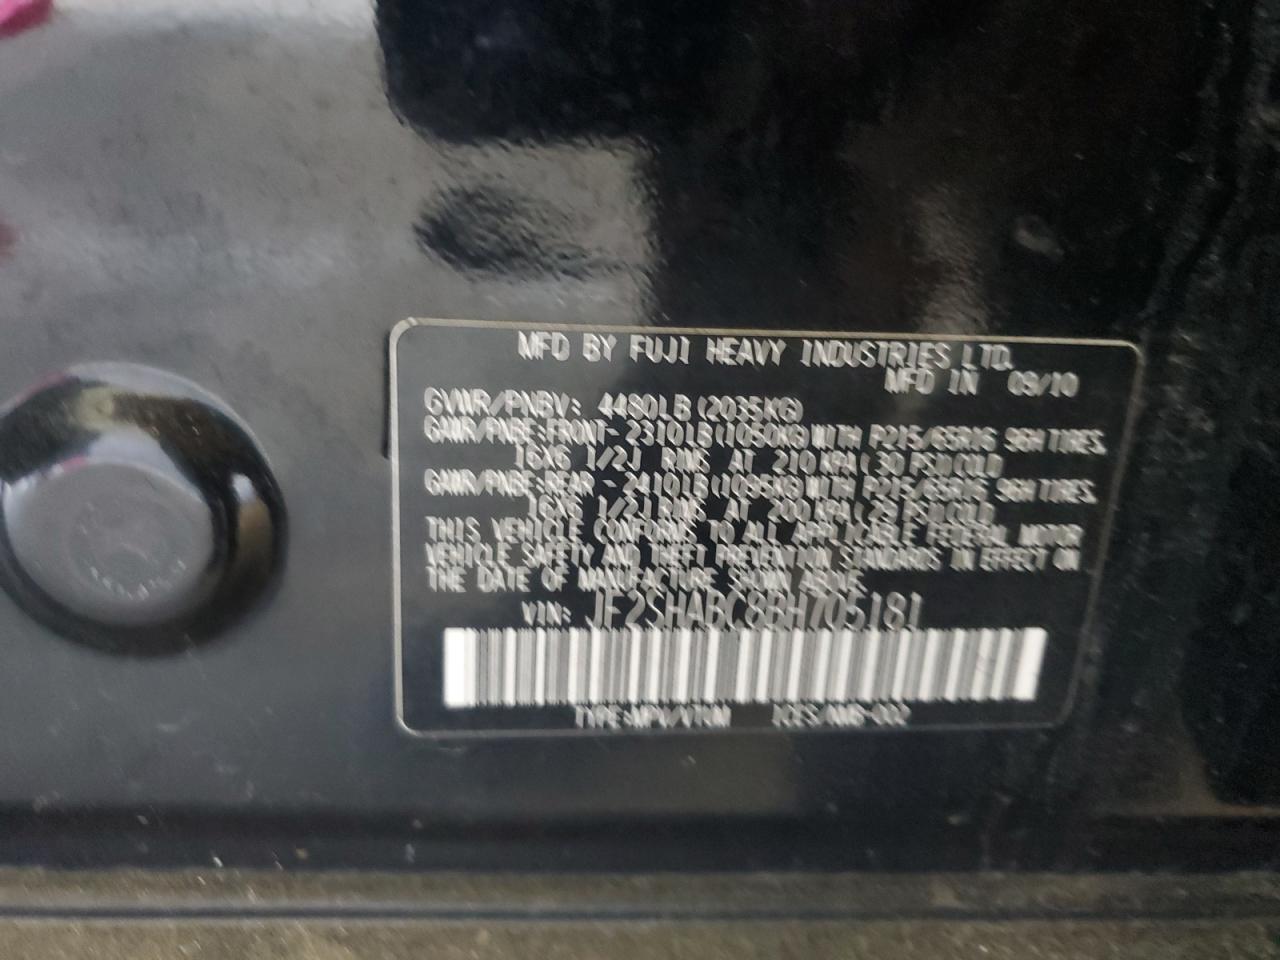 MFD BY FUJI HEAVY INDUSTRIES LTD.
MFD IN 09/10
GVWR/PNBV: 4480LB (2035KG)
GAWR/PNBE:FRONT- 2310LB(1050KG)WITH P215/65R16 96H TIRES.
16X6 1/2J RIMS AT 210 KPA( 30 PSI)COLD
GAWR/PNBE:REAR - 2410LB(1095KG)WITH P215/65R16 96H TIRES.
16X6 1/2J RIMS AT 200 KPA( 29 PSI)COLD
THIS VEHICLE CONFORMS TO ALL APPLICABLE FEDERAL MOTOR
VEHICLE SAFETY AND THEFT PREVENTION STANDARDS IN EFFECT ON
THE DATE OF MANUFACTURE SHOWN ABOVE
VIN: JF2SHABC8BH705181
TYPE:MPV/VTUM